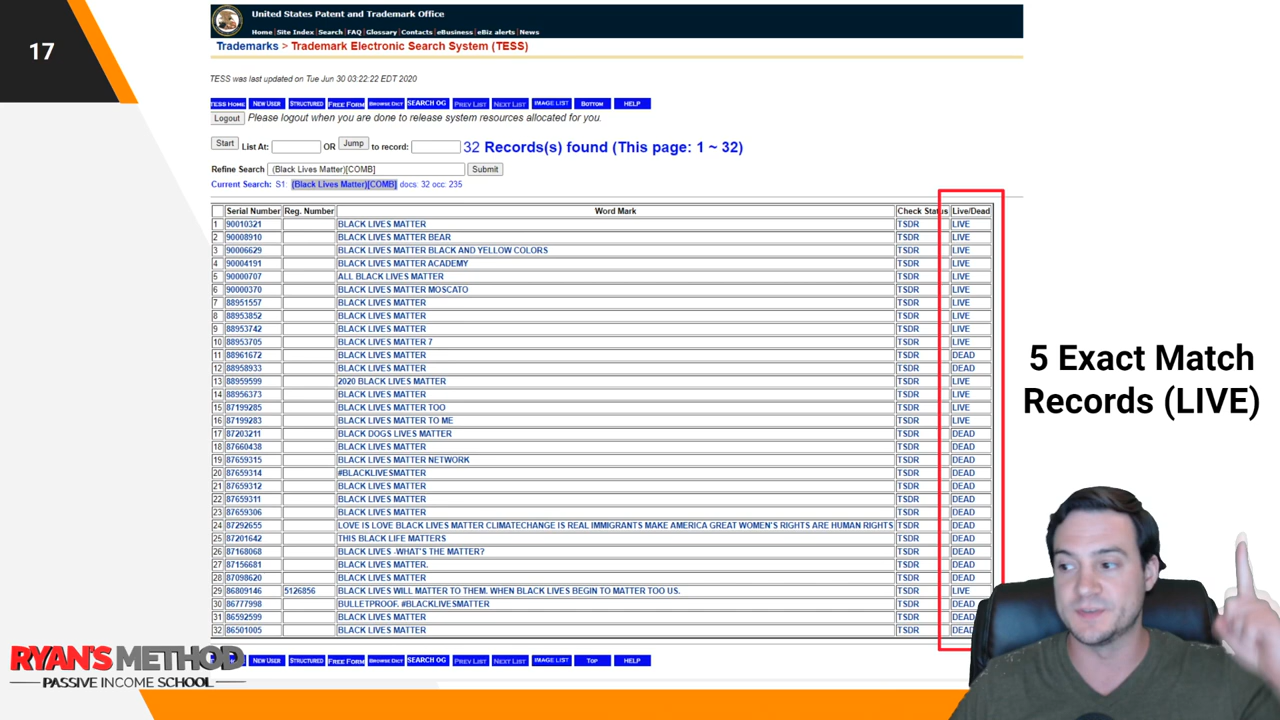 17
United States Patent and Trademark Office
Home | Site Index | Search | FAQ | Glossary | Contacts | eBusiness | eBiz alerts | News
Trademarks > Trademark Electronic Search System (TESS)
TESS was last updated on Tue Jun 30 03:22:22 EDT 2020
TESS HOME NEW USER STRUCTURED FREE FORM BROWSE DICT SEARCH OG PREV LIST NEXT LIST IMAGE LIST BOTTOM HELP
Logout Please logout when you are done to release system resources allocated for you.
Start List At: OR Jump to record: 32 Records(s) found (This page: 1 ~ 32)
Refine Search (Black Lives Matter)[COMB] Submit
Current Search: S1: (Black Lives Matter)[COMB] docs: 32 occ: 235
Serial Number Reg. Number Word Mark Check Status Live/Dead
1 90010321 BLACK LIVES MATTER TSDR LIVE
2 90008910 BLACK LIVES MATTER BEAR TSDR LIVE
3 90006629 BLACK LIVES MATTER BLACK AND YELLOW COLORS TSDR LIVE
4 90004191 BLACK LIVES MATTER ACADEMY TSDR LIVE
5 90000707 ALL BLACK LIVES MATTER TSDR LIVE
6 90000370 BLACK LIVES MATTER MOSCATO TSDR LIVE
7 88951557 BLACK LIVES MATTER TSDR LIVE
8 88953852 BLACK LIVES MATTER TSDR LIVE
9 88953742 BLACK LIVES MATTER TSDR LIVE
10 88953705 BLACK LIVES MATTER 7 TSDR LIVE
11 88961672 BLACK LIVES MATTER TSDR DEAD
12 88958933 BLACK LIVES MATTER TSDR DEAD
13 88959599 2020 BLACK LIVES MATTER TSDR LIVE
14 88956373 BLACK LIVES MATTER TSDR LIVE
15 87199285 BLACK LIVES MATTER TOO TSDR LIVE
16 87199283 BLACK LIVES MATTER TO ME TSDR LIVE
17 87203211 BLACK DOGS LIVES MATTER TSDR DEAD
18 87660438 BLACK LIVES MATTER TSDR DEAD
19 87659315 BLACK LIVES MATTER NETWORK TSDR DEAD
20 87659314 #BLACKLIVESMATTER TSDR DEAD
21 87659312 BLACK LIVES MATTER TSDR DEAD
22 87659311 BLACK LIVES MATTER TSDR DEAD
23 87659306 BLACK LIVES MATTER TSDR DEAD
24 87292655 LOVE IS LOVE BLACK LIVES MATTER CLIMATECHANGE IS REAL IMMIGRANTS MAKE AMERICA GREAT WOMEN'S RIGHTS ARE HUMAN RIGHTS TSDR DEAD
25 87201642 THIS BLACK LIFE MATTERS TSDR DEAD
26 87168068 BLACK LIVES -WHAT'S THE MATTER? TSDR DEAD
27 87156681 BLACK LIVES MATTER. TSDR DEAD
28 87098620 BLACK LIVES MATTER TSDR DEAD
29 86809146 5126856 BLACK LIVES WILL MATTER TO THEM. WHEN BLACK LIVES BEGIN TO MATTER TOO US. TSDR LIVE
30 86777998 BULLETPROOF. #BLACKLIVESMATTER TSDR DEAD
31 86592599 BLACK LIVES MATTER TSDR DEAD
32 86501005 BLACK LIVES MATTER TSDR DEAD
NEW USER STRUCTURED FREE FORM BROWSE DICT SEARCH OG PREV LIST NEXT LIST IMAGE LIST TOP HELP
5 Exact Match
Records (LIVE)
RYAN'S METHOD
PASSIVE INCOME SCHOOL